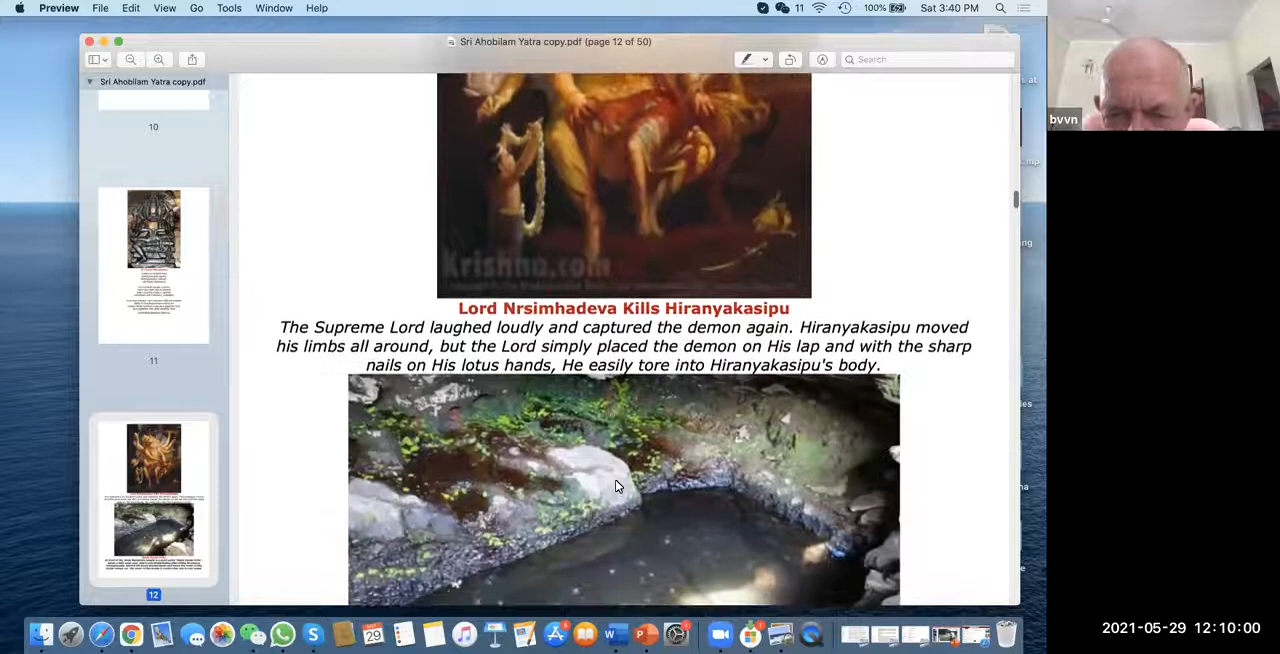 Preview File Edit View Go Tools Window Help 11 100% Sat 3:40 PM
Sri Ahobilam Yatra copy.pdf (page 12 of 50)
Search
Sri Ahobilam Yatra copy.pdf
10
11
12
Krishna.com
Lord Nrsimhadeva Kills Hiranyakasipu
The Supreme Lord laughed loudly and captured the demon again. Hiranyakasipu moved
his limbs all around, but the Lord simply placed the demon on His lap and with the sharp
nails on His lotus hands, He easily tore into Hiranyakasipu's body.
bvvn
2021-05-29 12:10:00